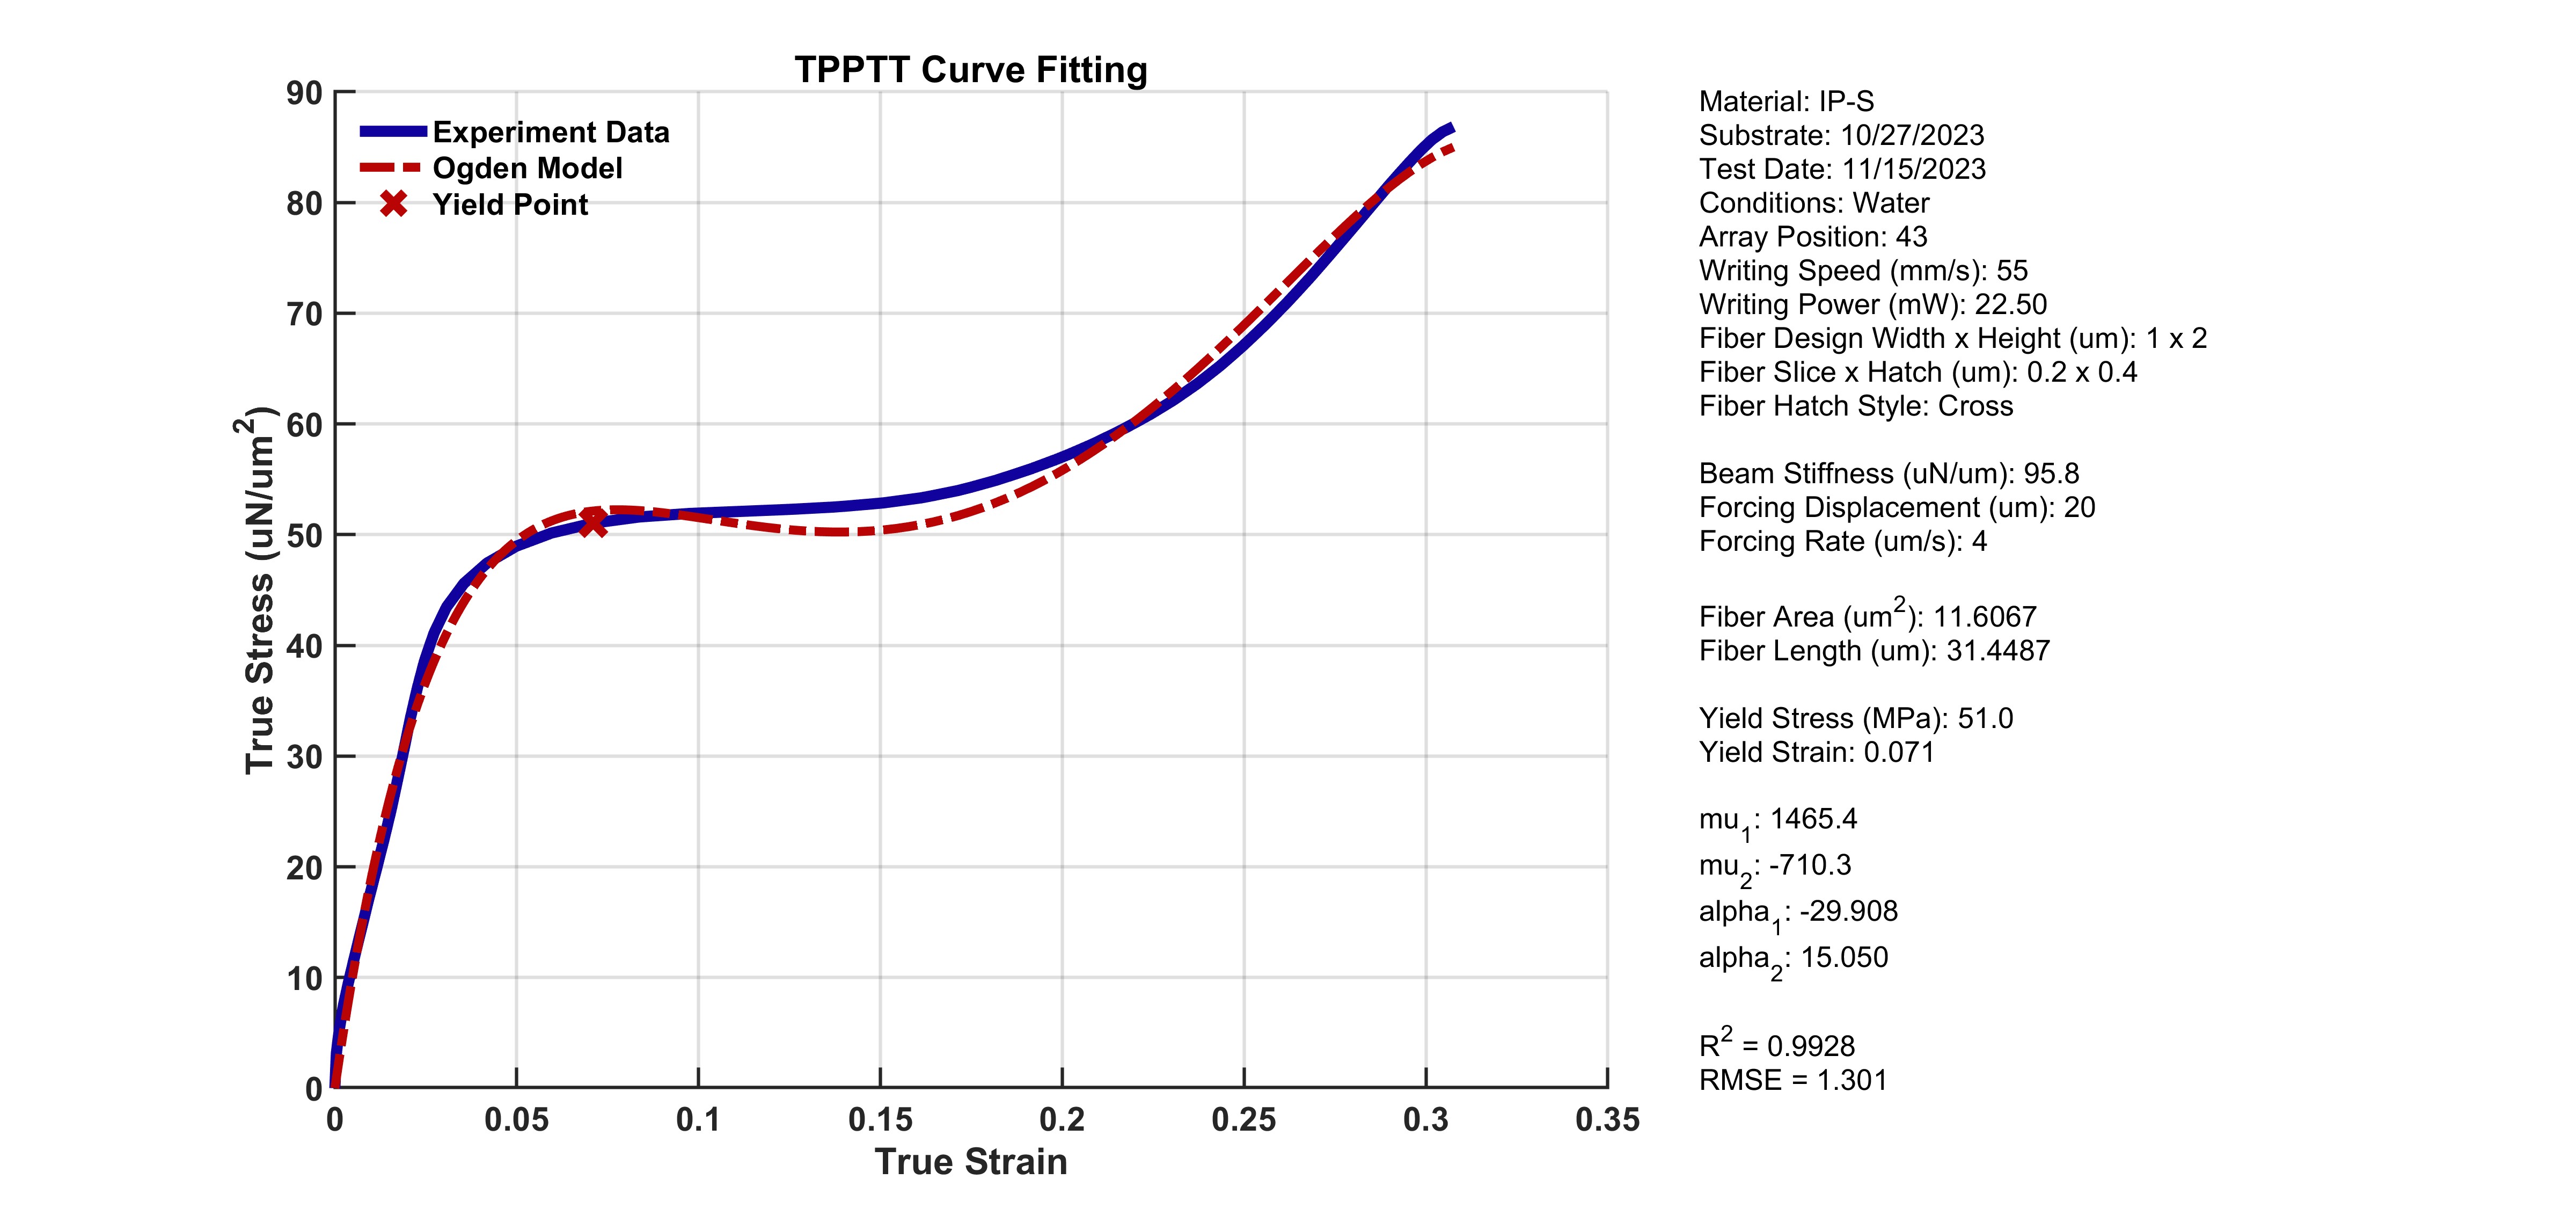 TPPTT Curve Fitting
90
80
70
60
50
40
30
20
10
0
True Stress (uN/um²)
Experiment Data
Ogden Model
Yield Point
0
0.05
0.1
0.15
0.2
0.25
0.3
0.35
True Strain
Material: IP-S
Substrate: 10/27/2023
Test Date: 11/15/2023
Conditions: Water
Array Position: 43
Writing Speed (mm/s): 55
Writing Power (mW): 22.50
Fiber Design Width x Height (um): 1 x 2
Fiber Slice x Hatch (um): 0.2 x 0.4
Fiber Hatch Style: Cross
Beam Stiffness (uN/um): 95.8
Forcing Displacement (um): 20
Forcing Rate (um/s): 4
Fiber Area (um²): 11.6067
Fiber Length (um): 31.4487
Yield Stress (MPa): 51.0
Yield Strain: 0.071
mu₁: 1465.4
mu₂: -710.3
alpha₁: -29.908
alpha₂: 15.050
R² = 0.9928
RMSE = 1.301